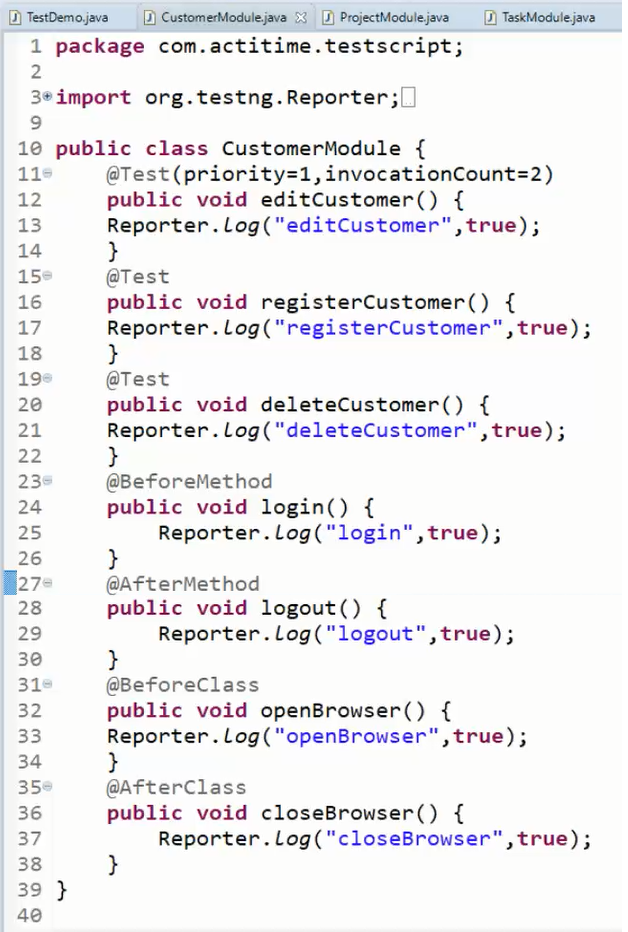 TestDemo.java CustomerModule.java ProjectModule.java TaskModule.java
1 package com.actitime.testscript;
2
3 import org.testng.Reporter;
9
10 public class CustomerModule {
11 @Test(priority=1,invocationCount=2)
12 public void editCustomer() {
13 Reporter.log("editCustomer",true);
14 }
15 @Test
16 public void registerCustomer() {
17 Reporter.log("registerCustomer",true);
18 }
19 @Test
20 public void deleteCustomer() {
21 Reporter.log("deleteCustomer",true);
22 }
23 @BeforeMethod
24 public void login() {
25 Reporter.log("login",true);
26 }
27 @AfterMethod
28 public void logout() {
29 Reporter.log("logout",true);
30 }
31 @BeforeClass
32 public void openBrowser() {
33 Reporter.log("openBrowser",true);
34 }
35 @AfterClass
36 public void closeBrowser() {
37 Reporter.log("closeBrowser",true);
38 }
39 }
40